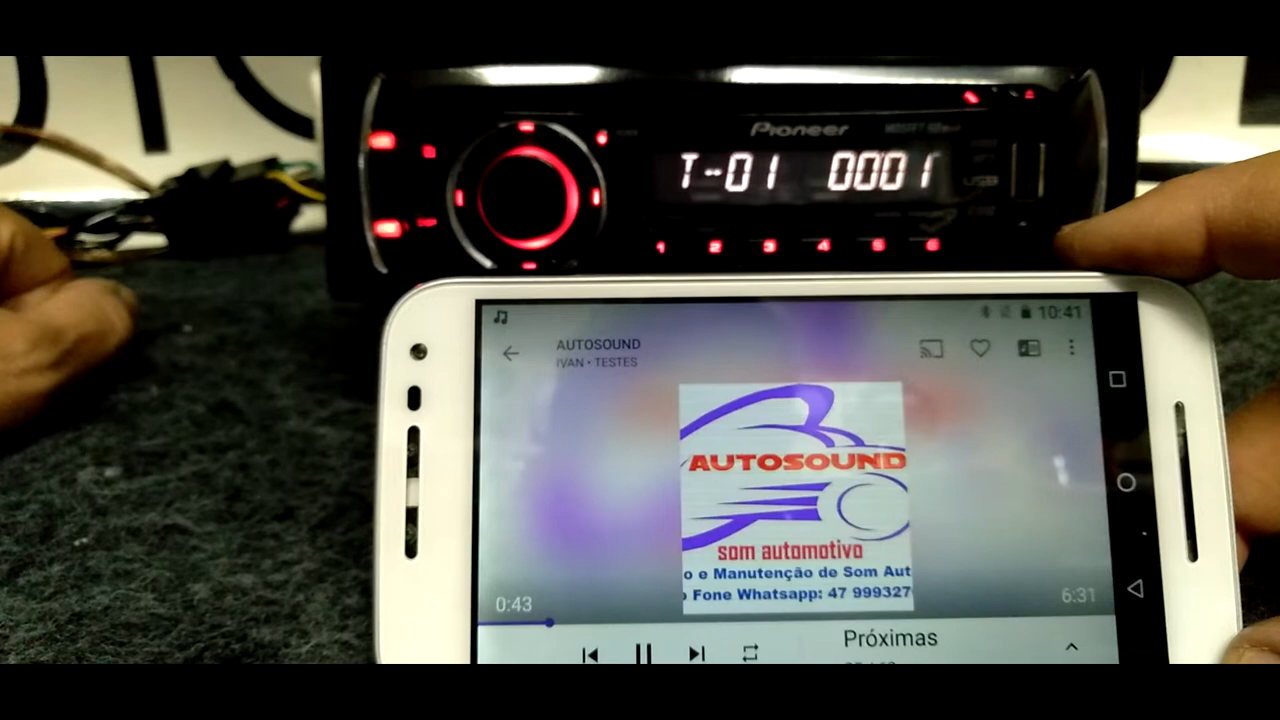 Pioneer
T-01 0001
USB
1 2 3 4 5 6
10:41
AUTOSOUND
IVAN • TESTES
AUTOSOUND
som automotivo
o e Manutenção de Som Aut
Fone Whatsapp: 47 999327
0:43
6:31
Próximas